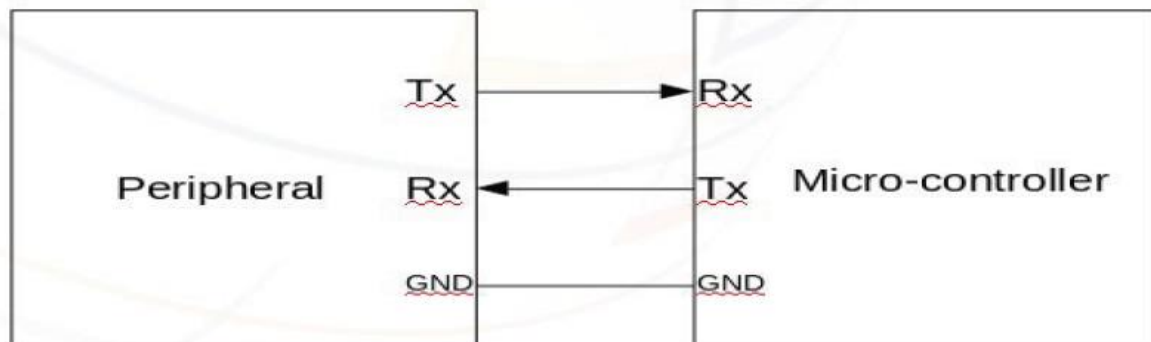 Tx Rx
Peripheral Rx Tx Micro-controller
GND GND